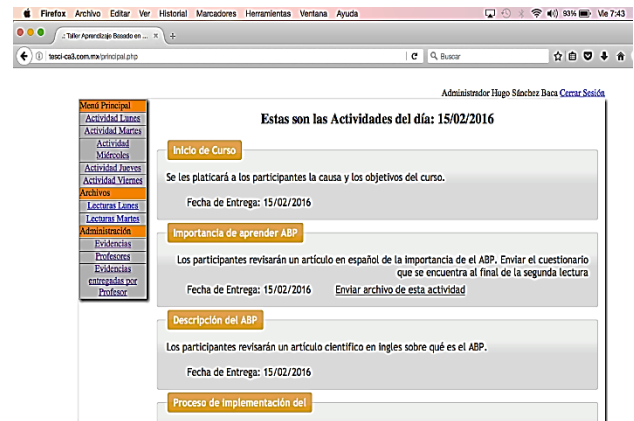 Firefox Archivo Editar Ver Historial Marcadores Herramientas Ventana Ayuda 93% Vie 7:43
.: Taller Aprendizaje Basado en ... × +
tesci-ca3.com.mx/principal.php Buscar
Administrador Hugo Sánchez Baca Cerrar Sesión
Menú Principal
Actividad Lunes
Actividad Martes
Actividad
Miércoles
Actividad Jueves
Actividad Viernes
Archivos
Lecturas Lunes
Lecturas Martes
Administración
Evidencias
Profesores
Evidencias
entregadas por
Profesor
Estas son las Actividades del día: 15/02/2016
Inicio de Curso
Se les platicará a los participantes la causa y los objetivos del curso.
Fecha de Entrega: 15/02/2016
Importancia de aprender ABP
Los participantes revisarán un artículo en español de la importancia de el ABP. Enviar el cuestionario
que se encuentra al final de la segunda lectura
Fecha de Entrega: 15/02/2016 Enviar archivo de esta actividad
Descripción del ABP
Los participantes revisarán un artículo científico en ingles sobre qué es el ABP.
Fecha de Entrega: 15/02/2016
Proceso de implementación del